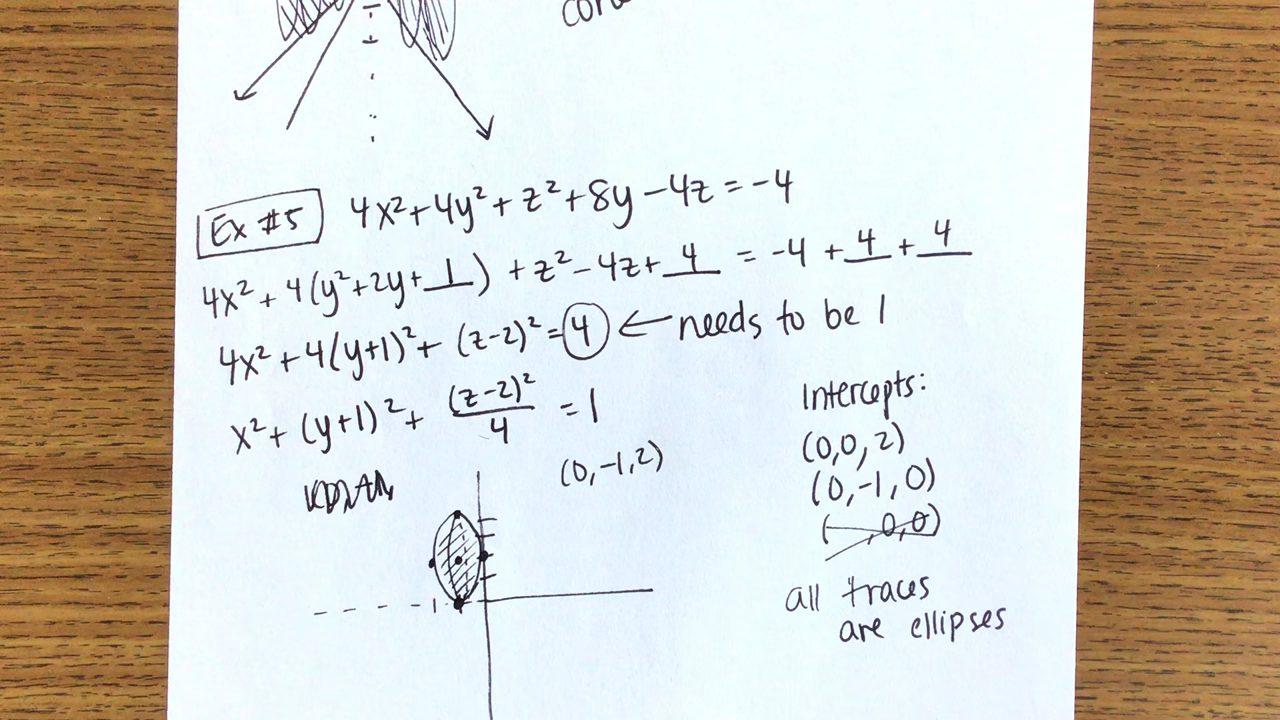 Ex #5 4x² + 4y² + z² + 8y − 4z = −4
4x² + 4(y² + 2y + 1) + z² − 4z + 4 = −4 + 4 + 4
4x² + 4(y+1)² + (z−2)² = 4 ← needs to be 1
x² + (y+1)² + (z−2)²/4 = 1
(0,−1,2)
Intercepts:
(0,0,2)
(0,−1,0)
( ,0,0)
all traces
are ellipses